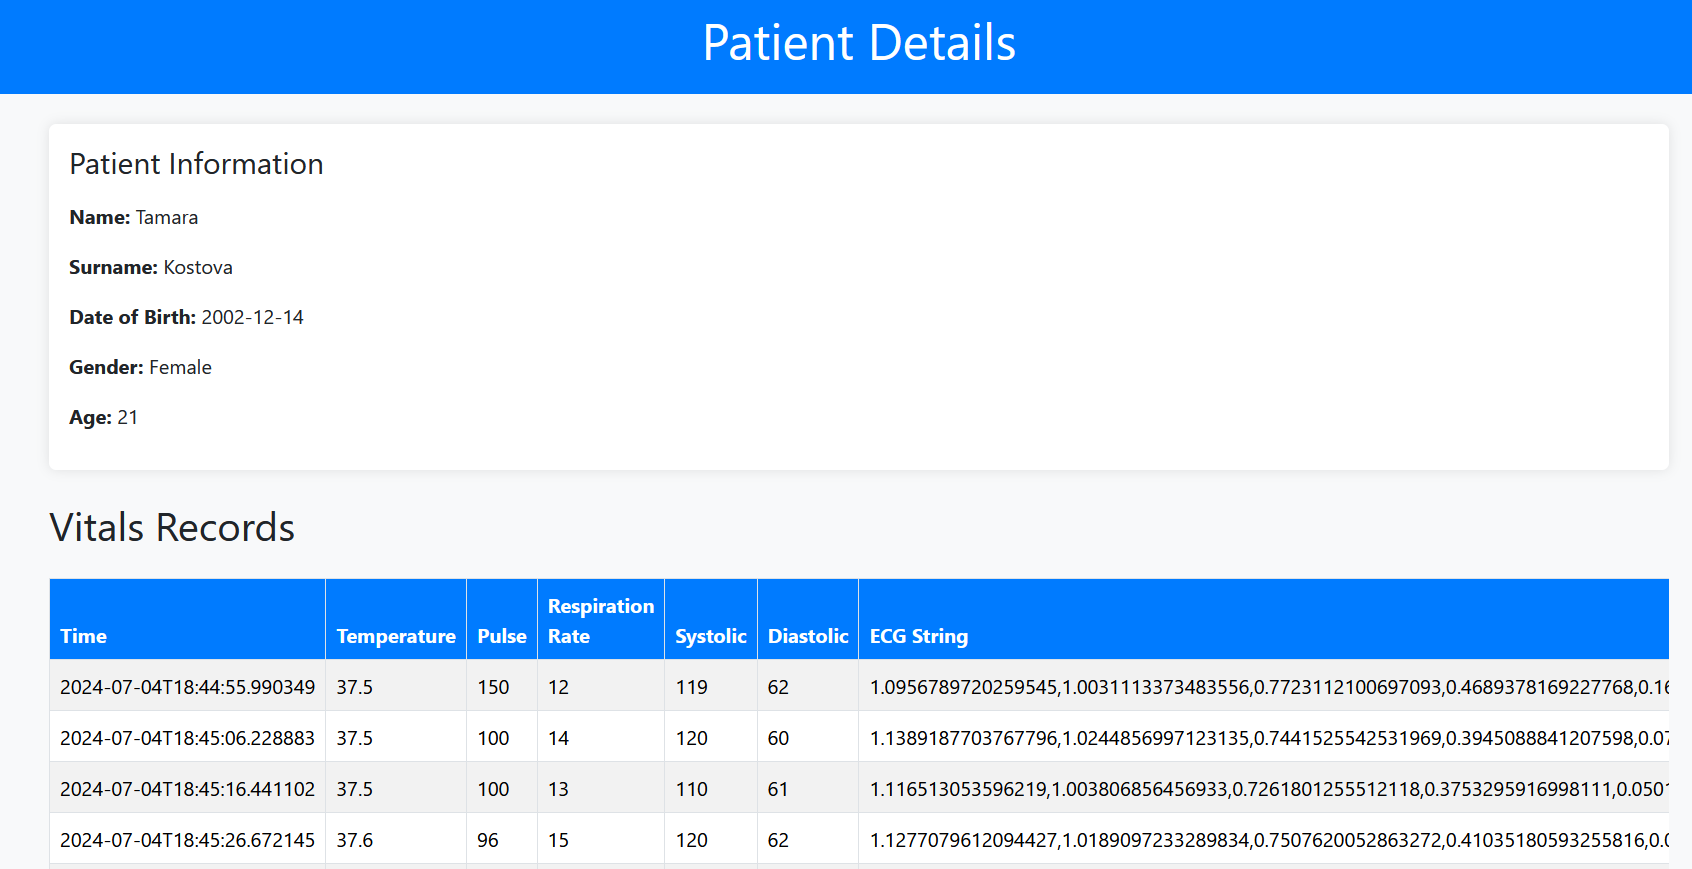 Patient Details
Patient Information
Name: Tamara
Surname: Kostova
Date of Birth: 2002-12-14
Gender: Female
Age: 21
Vitals Records
Time Temperature Pulse Respiration Rate Systolic Diastolic ECG String
2024-07-04T18:44:55.990349 37.5 150 12 119 62 1.0956789720259545,1.0031113373483556,0.7723112100697093,0.4689378169227768,0.16
2024-07-04T18:45:06.228883 37.5 100 14 120 60 1.1389187703767796,1.0244856997123135,0.7441525542531969,0.3945088841207598,0.07
2024-07-04T18:45:16.441102 37.5 100 13 110 61 1.116513053596219,1.003806856456933,0.7261801255512118,0.3753295916998111,0.0501
2024-07-04T18:45:26.672145 37.6 96 15 120 62 1.1277079612094427,1.0189097233289834,0.7507620052863272,0.41035180593255816,0.0